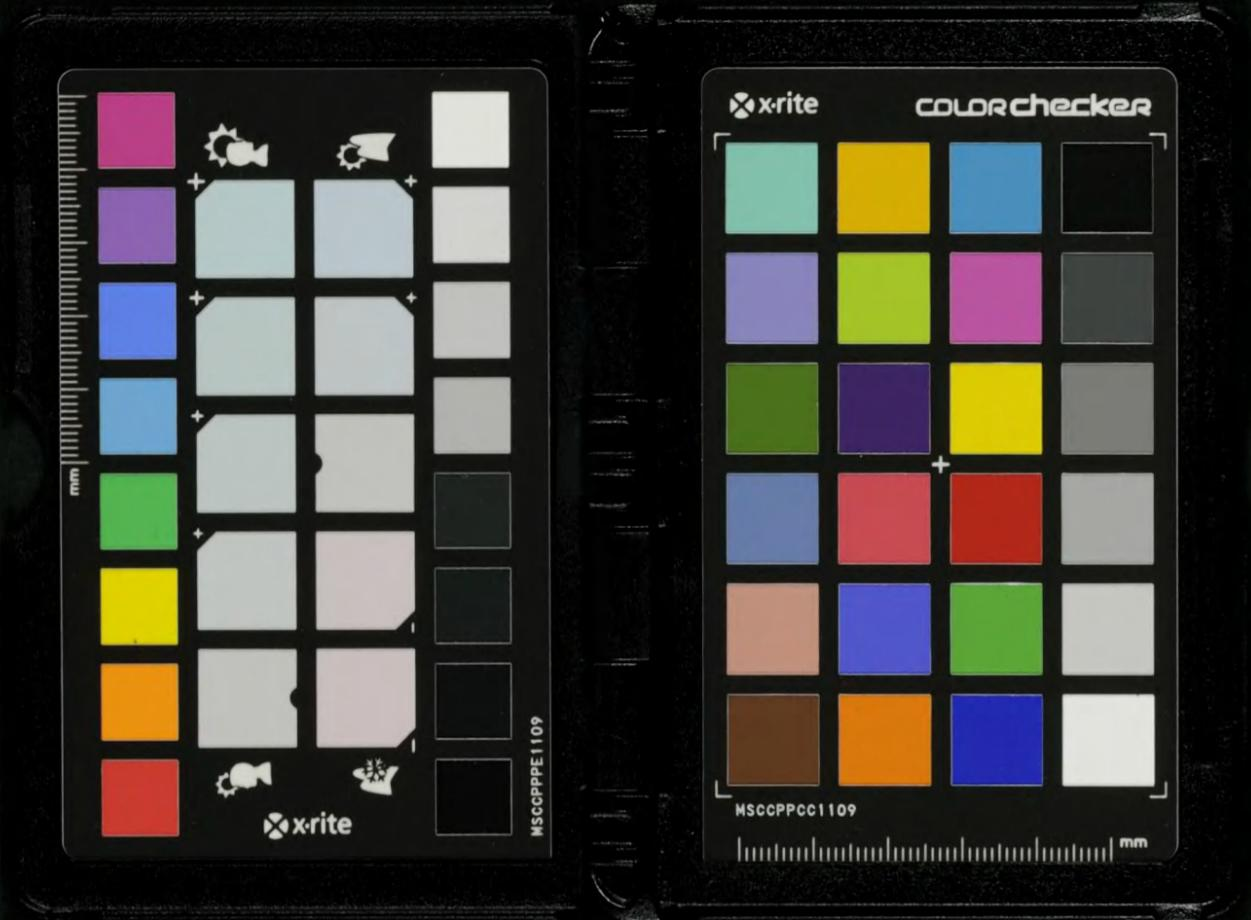 mm
x·rite
MSCCPPPE1109
x·rite
COLORchecker
MSCCPPCC1109
mm